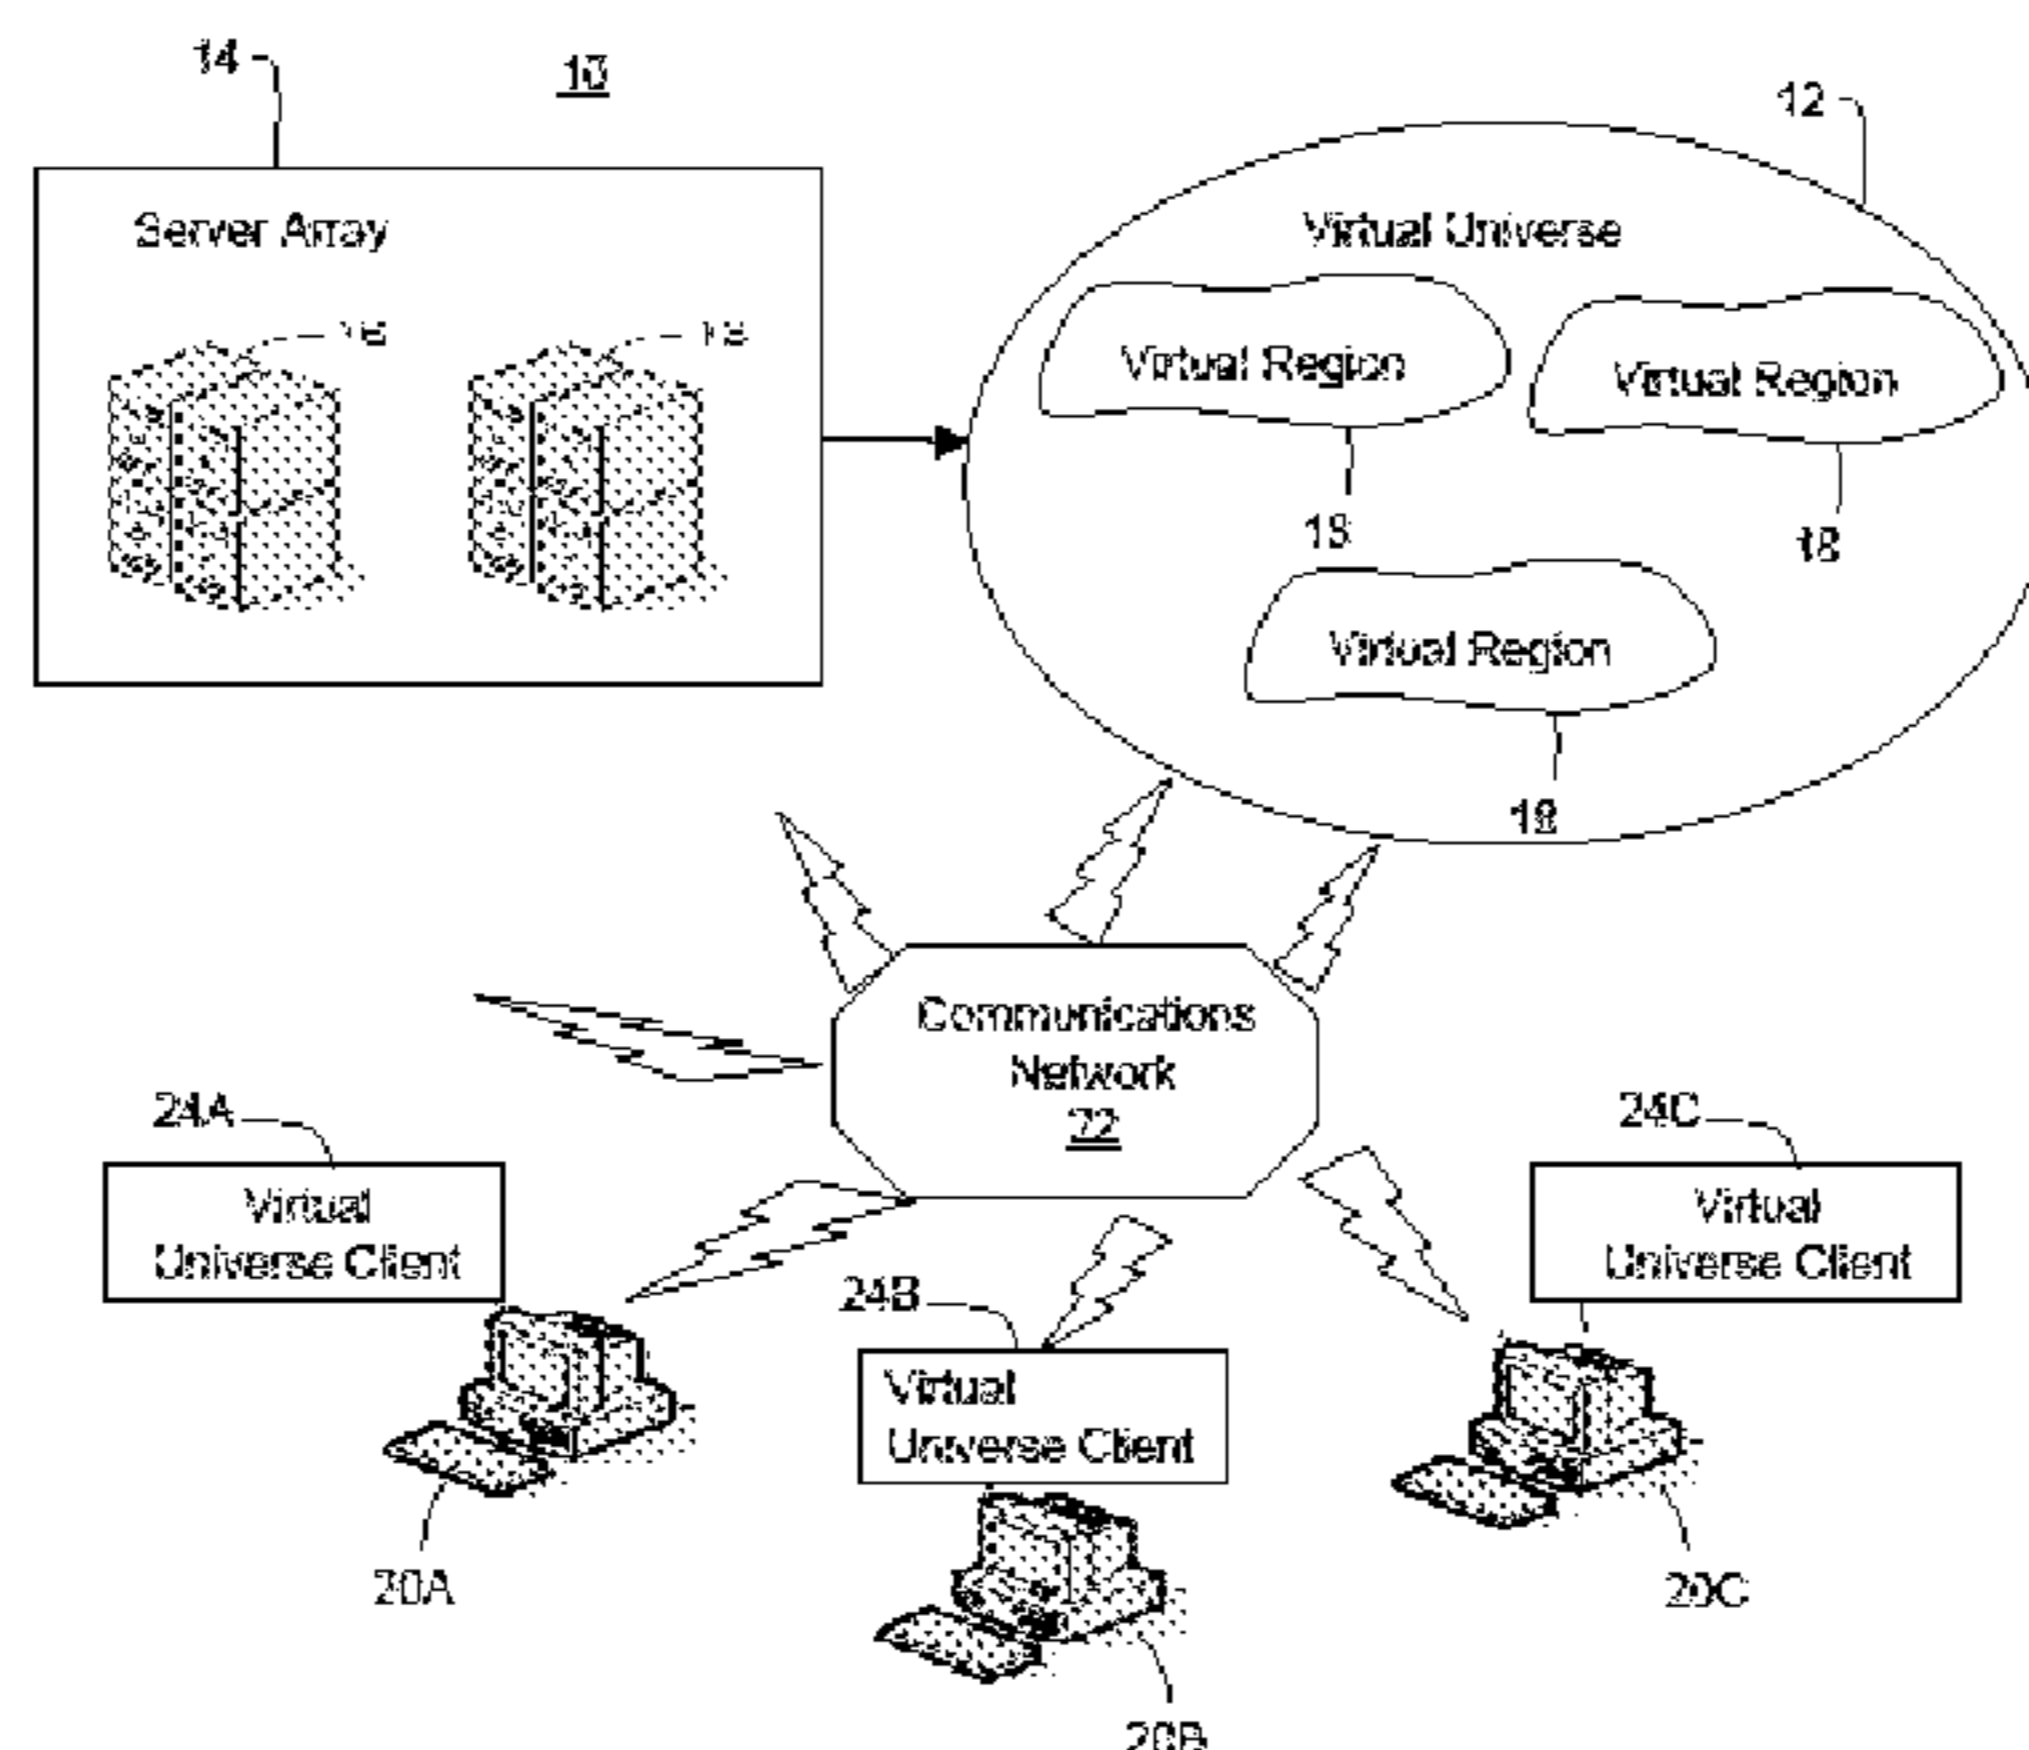 14
10
12
Server Array
Virtual Universe
16
Virtual Region
Virtual Region
18
18
Virtual Region
18
Communications
Network
22
24A
24C
Virtual
Universe Client
Virtual
Universe Client
24B
Virtual
Universe Client
20A
20C
20B